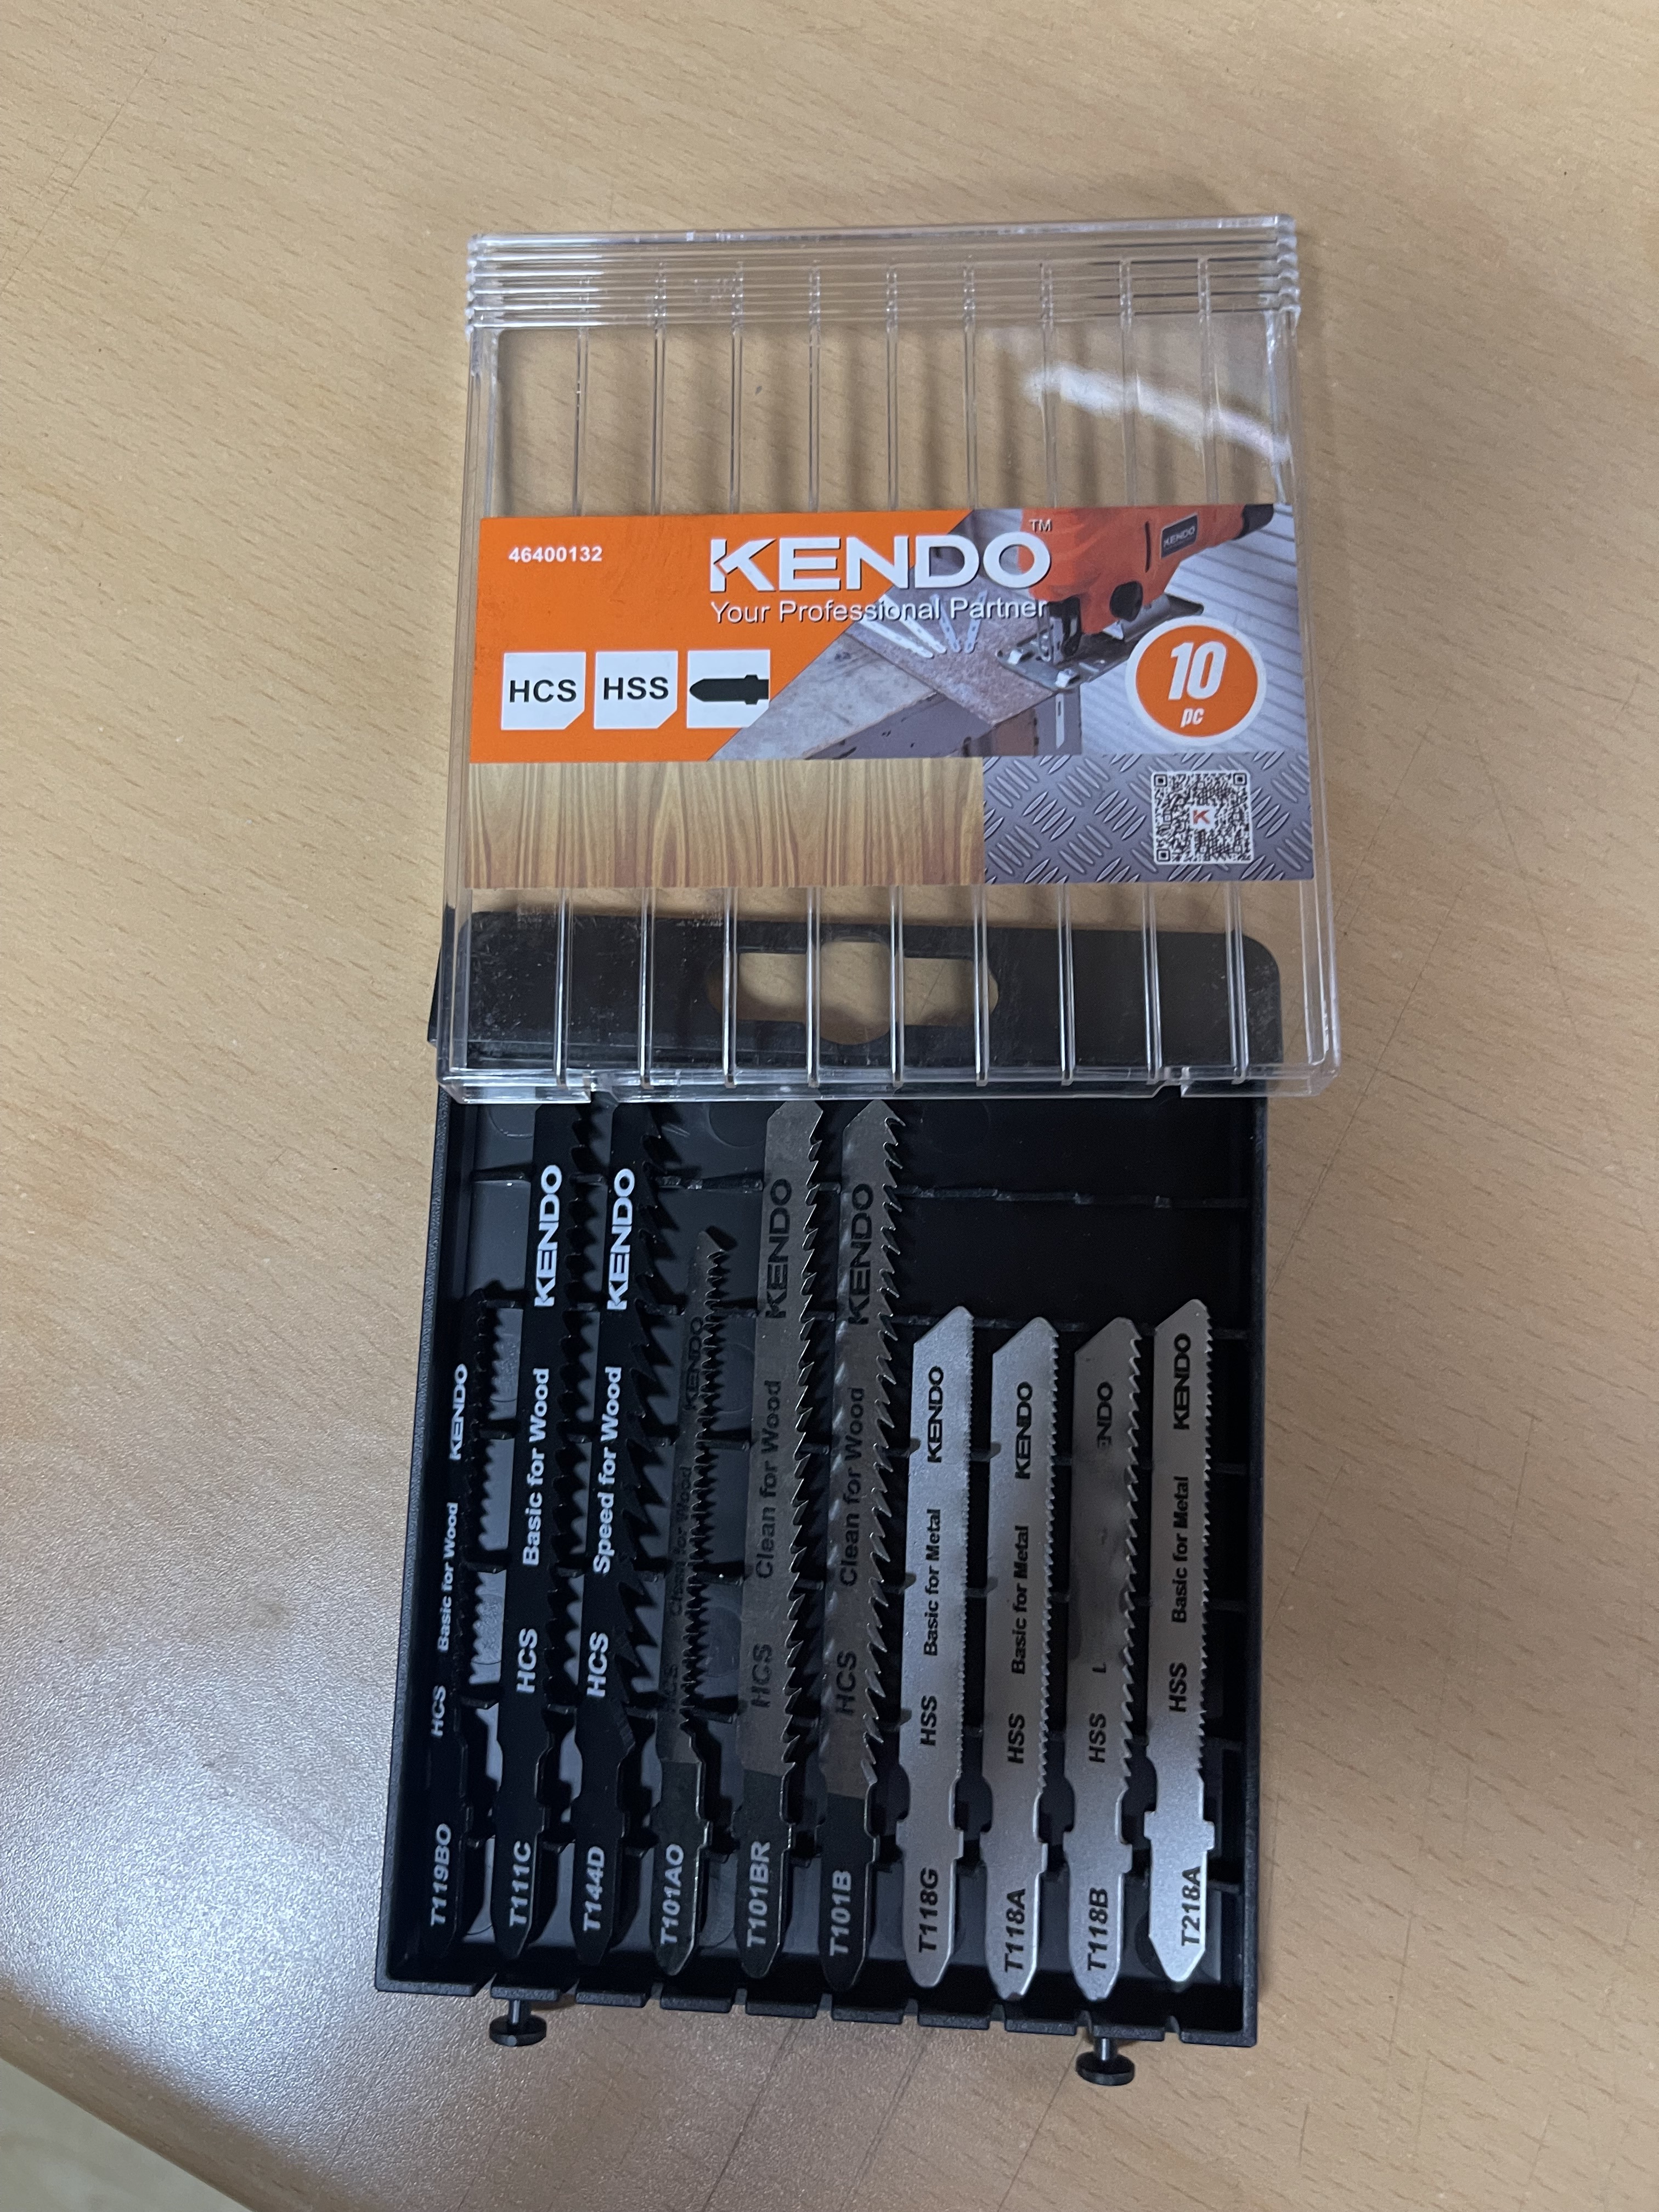 46400132
KENDO™
Your Professional Partner
HCS
HSS
KENDO
10
pc
T119BO HCS Basic for Wood KENDO
T111C HCS Basic for Wood KENDO
T144D HCS Speed for Wood KENDO
T101AO HCS Clean for Wood KENDO
T101BR HCS Clean for Wood KENDO
T101B HCS Clean for Wood KENDO
T118G HSS Basic for Metal KENDO
T118A HSS Basic for Metal KENDO
T118B HSS
T218A HSS Basic for Metal KENDO